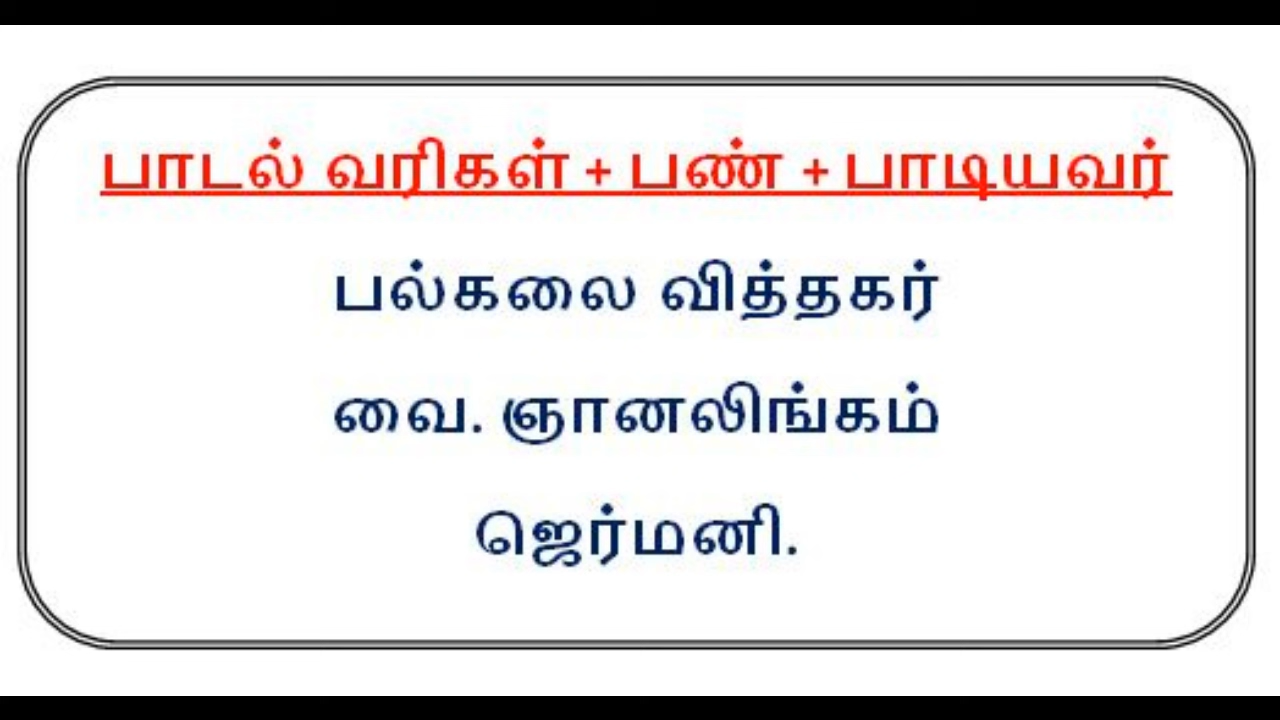 பாடல் வரிகள் + பண் + பாடியவர்
பல்கலை வித்தகர்
வை. ஞானலிங்கம்
ஜெர்மனி.